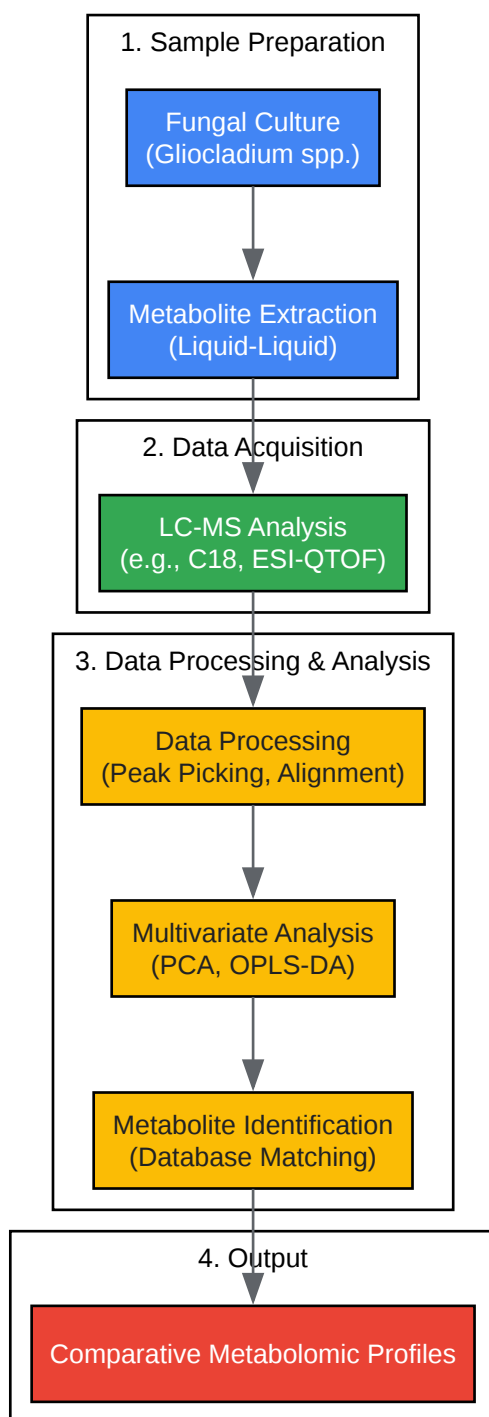 1. Sample Preparation
Fungal Culture
(Gliocladium spp.)
Metabolite Extraction
(Liquid-Liquid)
2. Data Acquisition
LC-MS Analysis
(e.g., C18, ESI-QTOF)
3. Data Processing & Analysis
Data Processing
(Peak Picking, Alignment)
Multivariate Analysis
(PCA, OPLS-DA)
Metabolite Identification
(Database Matching)
4. Output
Comparative Metabolomic Profiles